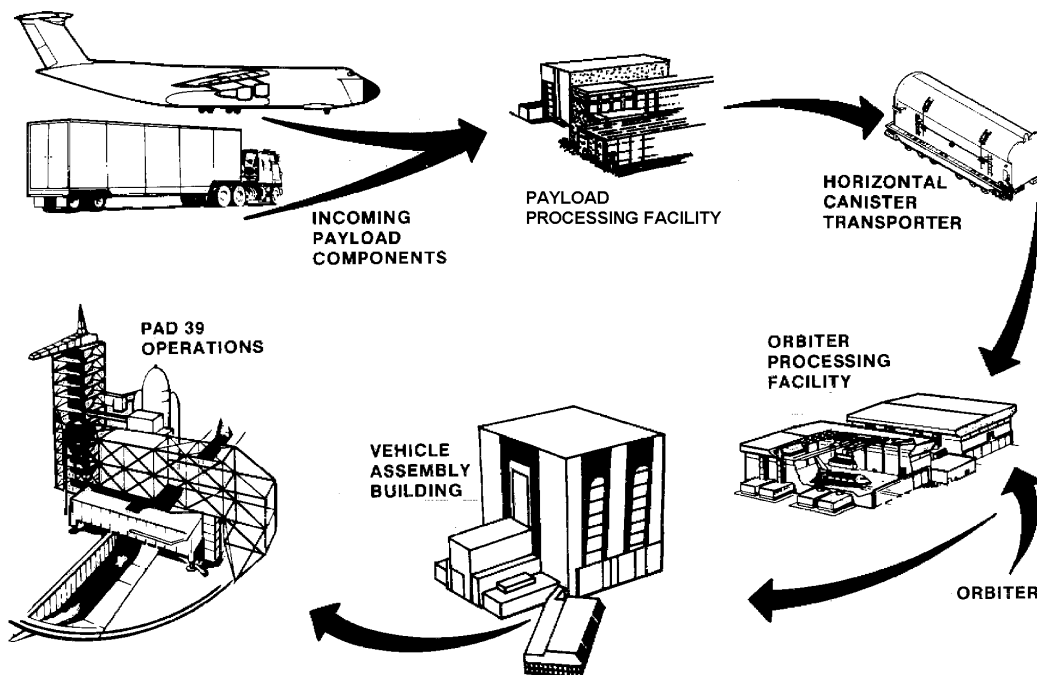 INCOMING
PAYLOAD
COMPONENTS
PAYLOAD
PROCESSING FACILITY
HORIZONTAL
CANISTER
TRANSPORTER
PAD 39
OPERATIONS
VEHICLE
ASSEMBLY
BUILDING
ORBITER
PROCESSING
FACILITY
ORBITER